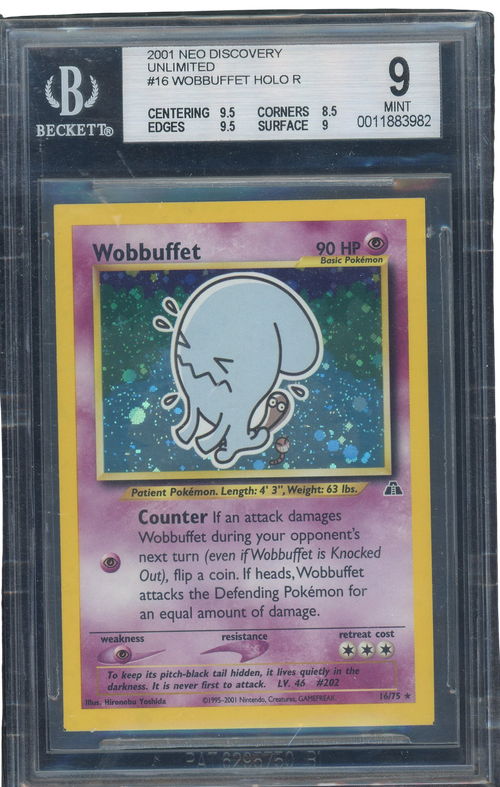 2001 NEO DISCOVERY
UNLIMITED
#16 WOBBUFFET HOLO R
CENTERING 9.5 CORNERS 8.5
EDGES 9.5 SURFACE 9
9
MINT
0011883982
B
BECKETT®
Wobbuffet 90 HP
Basic Pokémon
Patient Pokémon. Length: 4' 3", Weight: 63 lbs.
Counter If an attack damages
Wobbuffet during your opponent's
next turn (even if Wobbuffet is Knocked
Out), flip a coin. If heads, Wobbuffet
attacks the Defending Pokémon for
an equal amount of damage.
weakness resistance retreat cost
To keep its pitch-black tail hidden, it lives quietly in the
darkness. It is never first to attack. LV. 46 #202
Illus. Hironobu Yoshida ©1995-2001 Nintendo, Creatures, GAMEFREAK. 16/75 ★